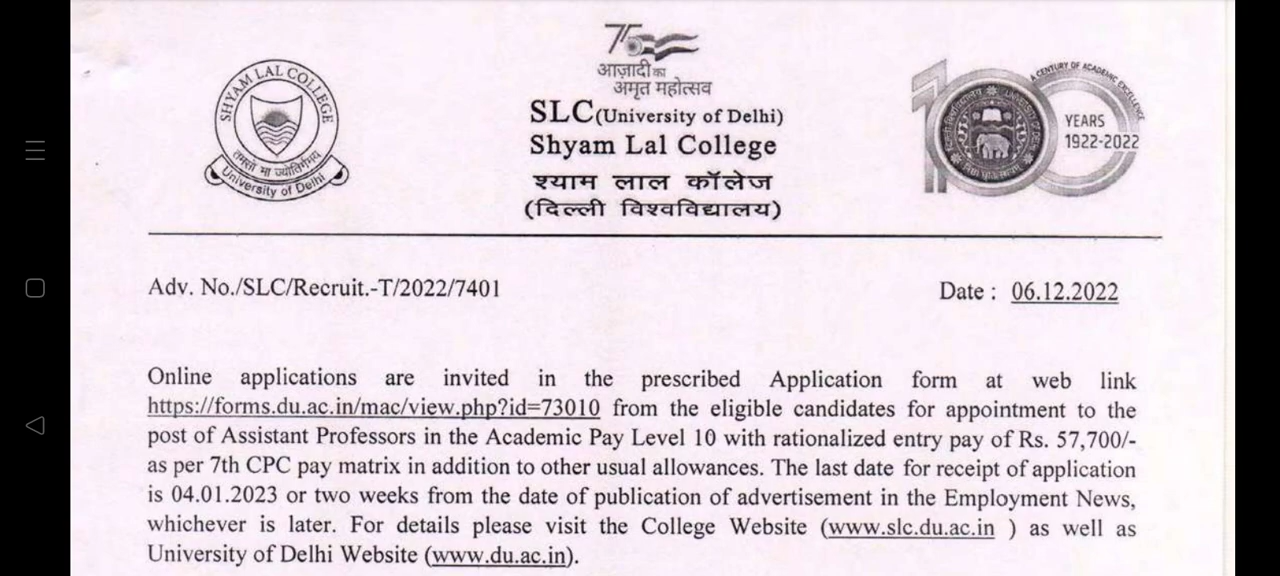 75
आज़ादी का
अमृत महोत्सव
SHYAM LAL COLLEGE
तमसो मा ज्योतिर्गमय
University of Delhi
SLC(University of Delhi)
Shyam Lal College
श्याम लाल कॉलेज
(दिल्ली विश्वविद्यालय)
100
A CENTURY OF ACADEMIC EXCELLENCE
YEARS
1922-2022
Adv. No./SLC/Recruit.-T/2022/7401
Date : 06.12.2022
Online applications are invited in the prescribed Application form at web link
https://forms.du.ac.in/mac/view.php?id=73010 from the eligible candidates for appointment to the
post of Assistant Professors in the Academic Pay Level 10 with rationalized entry pay of Rs. 57,700/-
as per 7th CPC pay matrix in addition to other usual allowances. The last date for receipt of application
is 04.01.2023 or two weeks from the date of publication of advertisement in the Employment News,
whichever is later. For details please visit the College Website (www.slc.du.ac.in ) as well as
University of Delhi Website (www.du.ac.in).